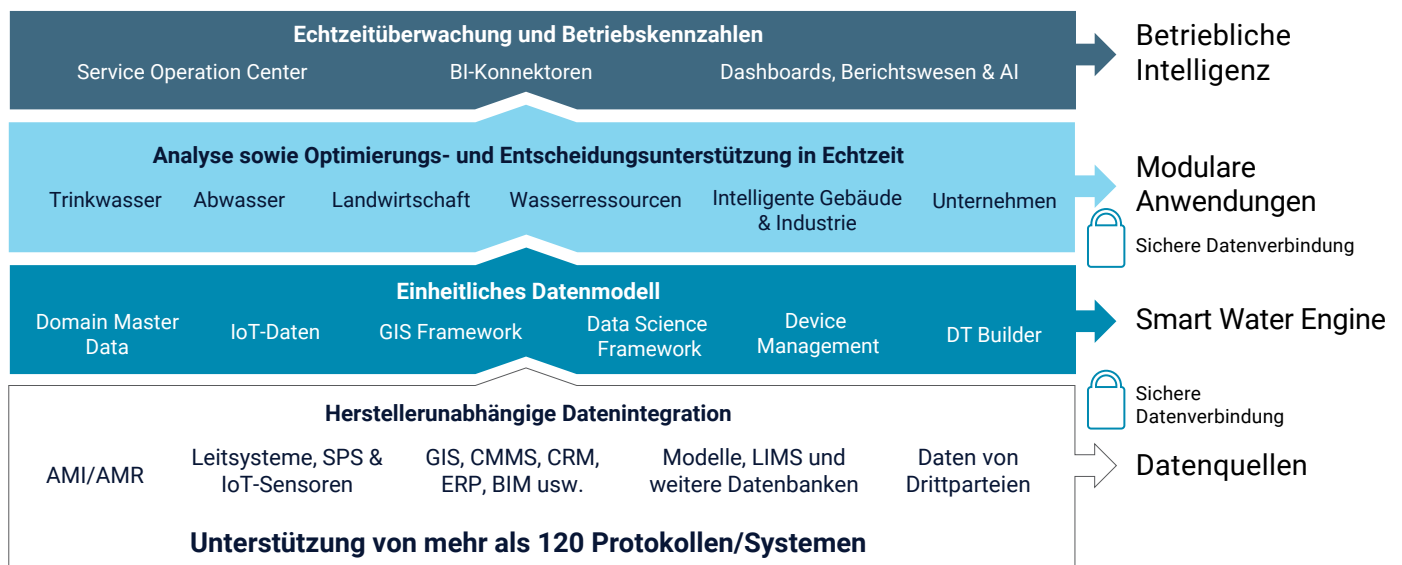 Echtzeitüberwachung und Betriebskennzahlen
Service Operation Center
BI-Konnektoren
Dashboards, Berichtswesen & AI
Betriebliche
Intelligenz
Analyse sowie Optimierungs- und Entscheidungsunterstützung in Echtzeit
Trinkwasser
Abwasser
Landwirtschaft
Wasserressourcen
Intelligente Gebäude
& Industrie
Unternehmen
Modulare
Anwendungen
Sichere Datenverbindung
Einheitliches Datenmodell
Domain Master
Data
IoT-Daten
GIS Framework
Data Science
Framework
Device
Management
DT Builder
Smart Water Engine
Sichere
Datenverbindung
Herstellerunabhängige Datenintegration
AMI/AMR
Leitsysteme, SPS &
IoT-Sensoren
GIS, CMMS, CRM,
ERP, BIM usw.
Modelle, LIMS und
weitere Datenbanken
Daten von
Drittparteien
Datenquellen
Unterstützung von mehr als 120 Protokollen/Systemen